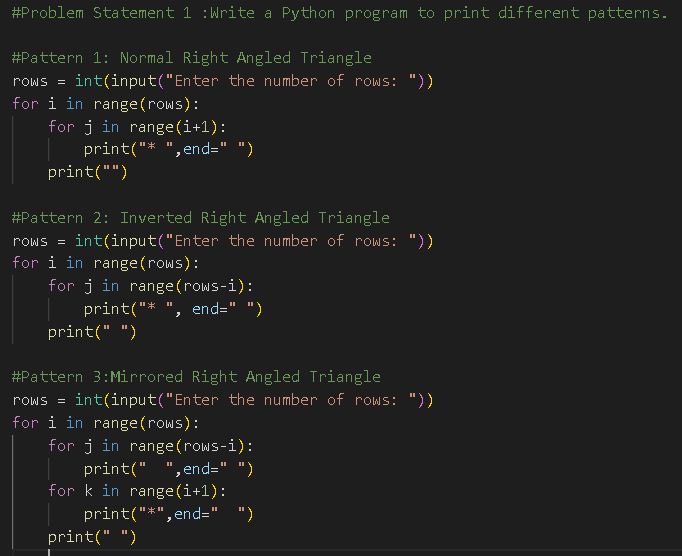 #Problem Statement 1 :Write a Python program to print different patterns.

#Pattern 1: Normal Right Angled Triangle
rows = int(input("Enter the number of rows: "))
for i in range(rows):
    for j in range(i+1):
        print("* ",end=" ")
    print("")

#Pattern 2: Inverted Right Angled Triangle
rows = int(input("Enter the number of rows: "))
for i in range(rows):
    for j in range(rows-i):
        print("* ", end=" ")
    print(" ")

#Pattern 3:Mirrored Right Angled Triangle
rows = int(input("Enter the number of rows: "))
for i in range(rows):
    for j in range(rows-i):
        print("  ",end=" ")
    for k in range(i+1):
        print("*",end="  ")
    print(" ")